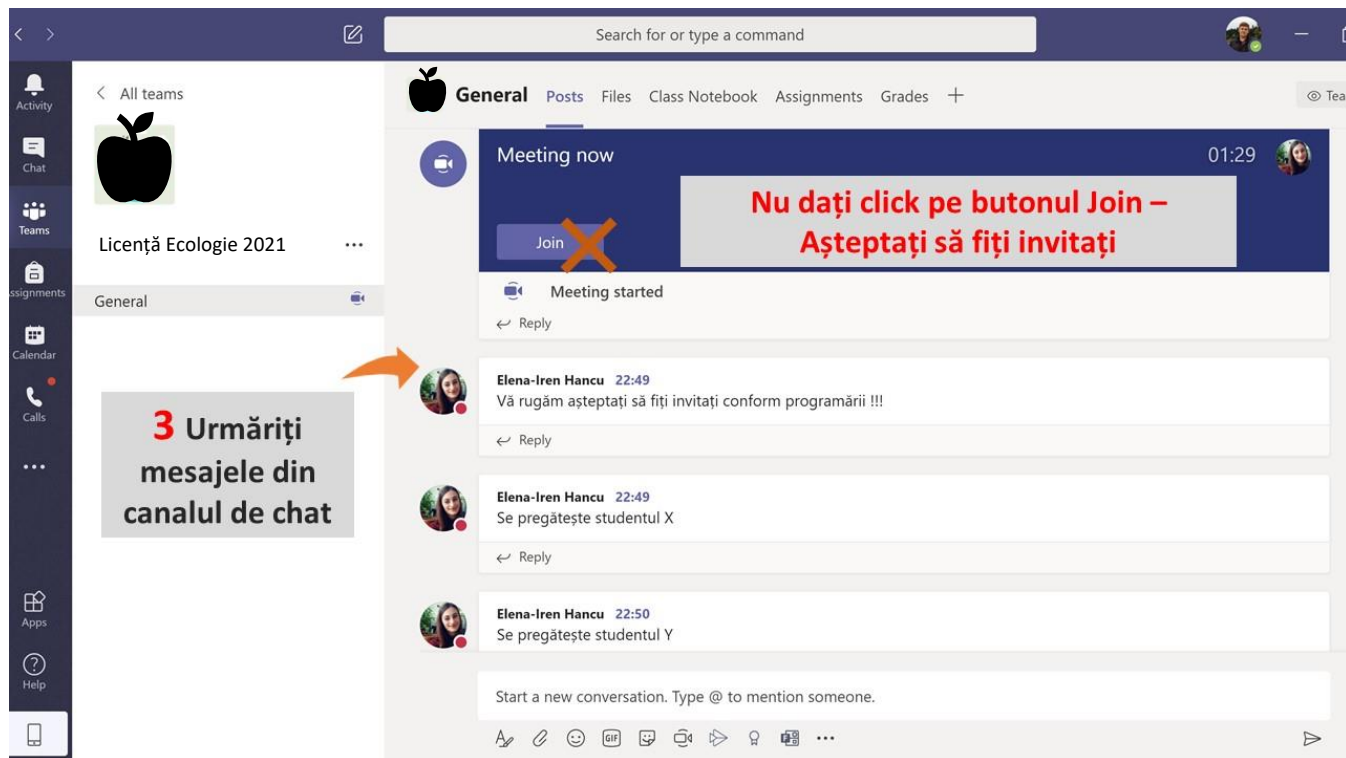 Search for or type a command
Activity
Chat
Teams
ssignments
Calendar
Calls
Apps
Help
All teams
Licență Ecologie 2021
General
3 Urmăriți
mesajele din
canalul de chat
General Posts Files Class Notebook Assignments Grades
Tea
Meeting now 01:29
Nu dați click pe butonul Join –
Așteptați să fiți invitați
Join
Meeting started
Reply
Elena-Iren Hancu 22:49
Vă rugăm așteptați să fiți invitați conform programării !!!
Reply
Elena-Iren Hancu 22:49
Se pregătește studentul X
Reply
Elena-Iren Hancu 22:50
Se pregătește studentul Y
Start a new conversation. Type @ to mention someone.
GIF